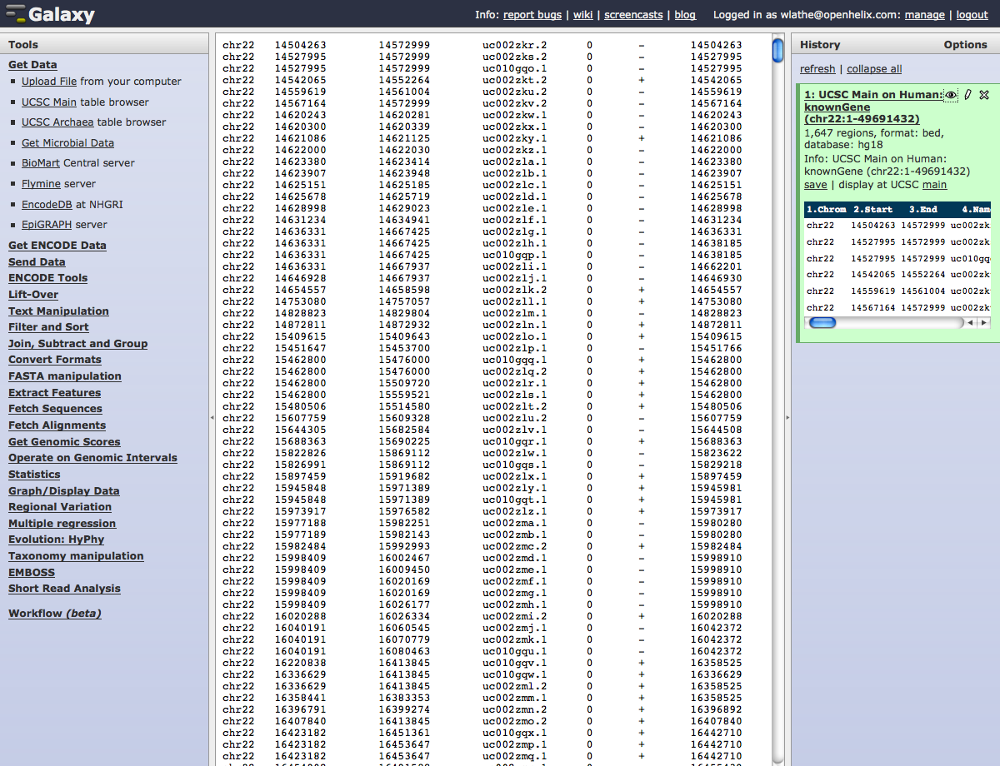 Galaxy
Info: report bugs | wiki | screencasts | blog Logged in as wlathe@openhelix.com: manage | logout
Tools
Get Data
Upload File from your computer
UCSC Main table browser
UCSC Archaea table browser
Get Microbial Data
BioMart Central server
Flymine server
EncodeDB at NHGRI
EpiGRAPH server
Get ENCODE Data
Send Data
ENCODE Tools
Lift-Over
Text Manipulation
Filter and Sort
Join, Subtract and Group
Convert Formats
FASTA manipulation
Extract Features
Fetch Sequences
Fetch Alignments
Get Genomic Scores
Operate on Genomic Intervals
Statistics
Graph/Display Data
Regional Variation
Multiple regression
Evolution: HyPhy
Taxonomy manipulation
EMBOSS
Short Read Analysis
Workflow (beta)
chr22 14504263 14572999 uc002zkr.2 0 - 14504263
chr22 14527995 14572999 uc002zks.2 0 - 14527995
chr22 14527995 14572999 uc010gqo.1 0 - 14527995
chr22 14542065 14552264 uc002zkt.2 0 + 14542065
chr22 14559619 14561004 uc002zku.2 0 - 14559619
chr22 14567164 14572999 uc002zkv.2 0 - 14567164
chr22 14620243 14620281 uc002zkw.1 0 - 14620243
chr22 14620300 14620339 uc002zkx.1 0 - 14620300
chr22 14621086 14621125 uc002zky.1 0 + 14621086
chr22 14622000 14622030 uc002zkz.1 0 - 14622000
chr22 14623380 14623414 uc002zla.1 0 - 14623380
chr22 14623907 14623948 uc002zlb.1 0 - 14623907
chr22 14625151 14625185 uc002zlc.1 0 - 14625151
chr22 14625678 14625719 uc002zld.1 0 - 14625678
chr22 14628998 14629023 uc002zle.1 0 - 14628998
chr22 14631234 14634941 uc002zlf.1 0 - 14631234
chr22 14636331 14667425 uc002zlg.1 0 - 14636331
chr22 14636331 14667425 uc002zlh.1 0 - 14638185
chr22 14636331 14667425 uc010gqp.1 0 - 14638185
chr22 14636331 14667937 uc002zli.1 0 - 14662201
chr22 14646928 14667937 uc002zlj.1 0 - 14646930
chr22 14654557 14658598 uc002zlk.2 0 + 14654557
chr22 14753080 14757057 uc002zll.1 0 + 14753080
chr22 14828823 14829804 uc002zlm.1 0 - 14828823
chr22 14872811 14872932 uc002zln.1 0 + 14872811
chr22 15409615 15409643 uc002zlo.1 0 + 15409615
chr22 15451647 15453700 uc002zlp.1 0 - 15451766
chr22 15462800 15476000 uc010gqq.1 0 + 15462800
chr22 15462800 15476000 uc002zlq.2 0 + 15462800
chr22 15462800 15509720 uc002zlr.1 0 + 15462800
chr22 15462800 15559521 uc002zls.1 0 + 15462800
chr22 15480506 15514580 uc002zlt.2 0 + 15480506
chr22 15607759 15609328 uc002zlu.2 0 - 15607759
chr22 15644305 15682584 uc002zlv.1 0 - 15644508
chr22 15688363 15690225 uc010gqr.1 0 + 15688363
chr22 15822826 15869112 uc002zlw.1 0 - 15823622
chr22 15826991 15869112 uc010gqs.1 0 - 15829218
chr22 15897459 15919682 uc002zlx.1 0 + 15897459
chr22 15945848 15971389 uc002zly.1 0 + 15945981
chr22 15945848 15971389 uc010gqt.1 0 + 15945981
chr22 15973917 15976582 uc002zlz.1 0 + 15973917
chr22 15977188 15982251 uc002zma.1 0 - 15980280
chr22 15977189 15982143 uc002zmb.1 0 - 15980280
chr22 15982484 15992993 uc002zmc.2 0 + 15982484
chr22 15998409 16002467 uc002zmd.1 0 - 15998910
chr22 15998409 16009450 uc002zme.1 0 - 15998910
chr22 15998409 16020169 uc002zmf.1 0 - 15998910
chr22 15998409 16020169 uc002zmg.1 0 - 15998910
chr22 15998409 16026177 uc002zmh.1 0 - 15998910
chr22 16020288 16026334 uc002zmi.2 0 + 16020288
chr22 16040191 16060545 uc002zmj.1 0 - 16042372
chr22 16040191 16070779 uc002zmk.1 0 - 16042372
chr22 16040191 16080463 uc010gqu.1 0 - 16042372
chr22 16220838 16413845 uc010gqv.1 0 + 16358525
chr22 16336629 16413845 uc010gqw.1 0 + 16336629
chr22 16336629 16413845 uc002zml.2 0 + 16358525
chr22 16358441 16383353 uc002zmm.1 0 + 16358525
chr22 16396791 16399274 uc002zmn.2 0 + 16396892
chr22 16407840 16413845 uc002zmo.2 0 + 16407840
chr22 16423182 16451361 uc010gqx.1 0 + 16442710
chr22 16423182 16453647 uc002zmp.1 0 + 16442710
chr22 16423182 16453647 uc002zmq.1 0 + 16442710
History Options
refresh | collapse all
1: UCSC Main on Human:
knownGene
(chr22:1-49691432)
1,647 regions, format: bed,
database: hg18
Info: UCSC Main on Human:
knownGene (chr22:1-49691432)
save | display at UCSC main
1.Chrom 2.Start 3.End 4.Nam
chr22 14504263 14572999 uc002zk
chr22 14527995 14572999 uc002zk
chr22 14527995 14572999 uc010gq
chr22 14542065 14552264 uc002zk
chr22 14559619 14561004 uc002zk
chr22 14567164 14572999 uc002zk